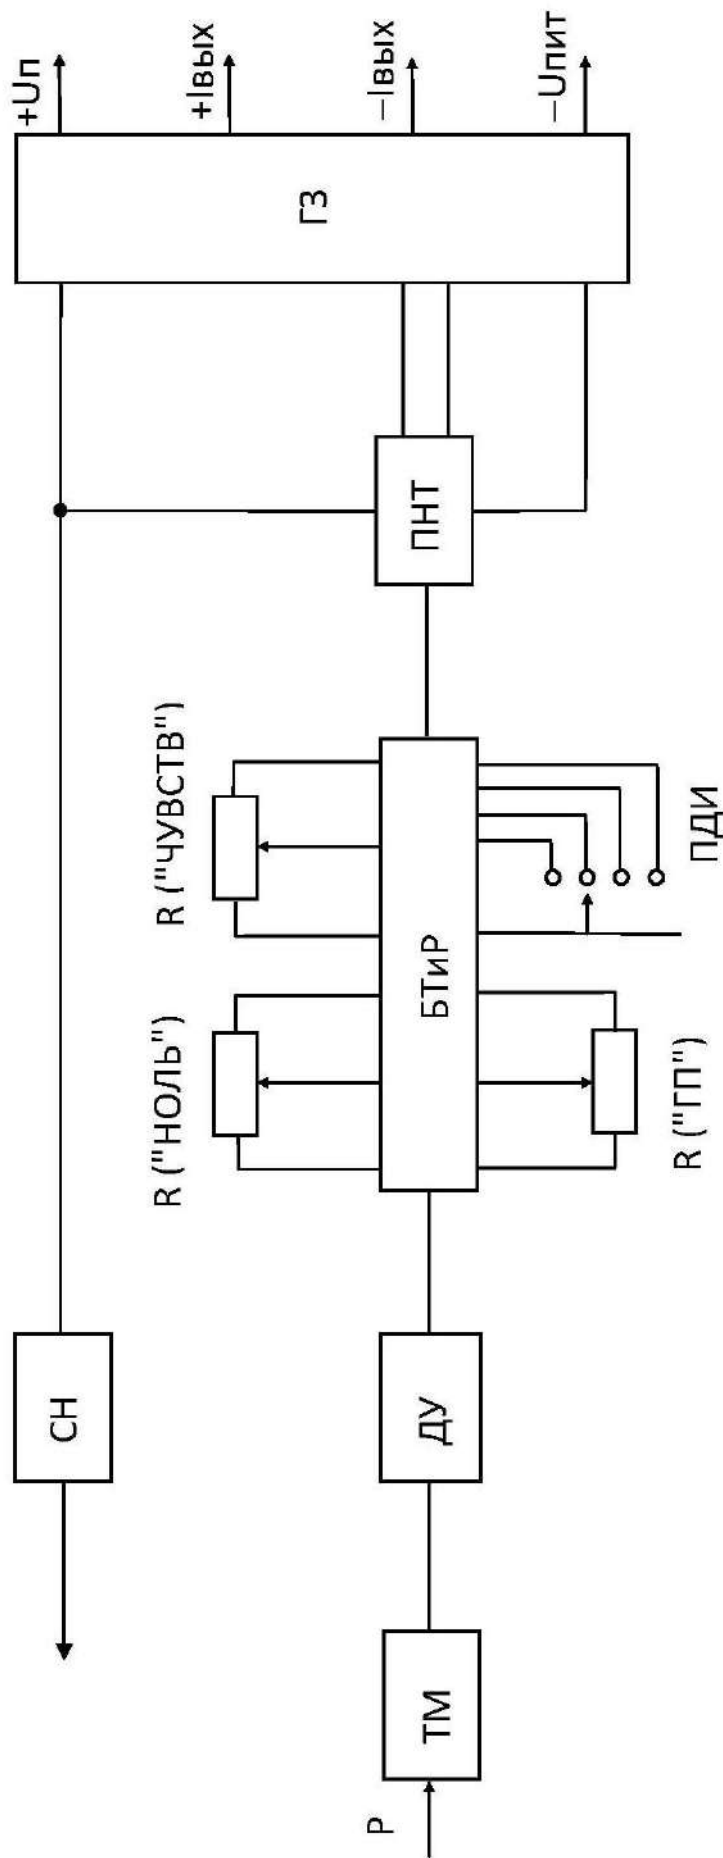 +Uп
+Iвых
−Iвых
−Uпит
ГЗ
ПНТ
R ("ЧУВСТВ")
R ("НОЛЬ")
БТиР
ПДИ
R ("ГП")
СН
ДУ
ТМ
P